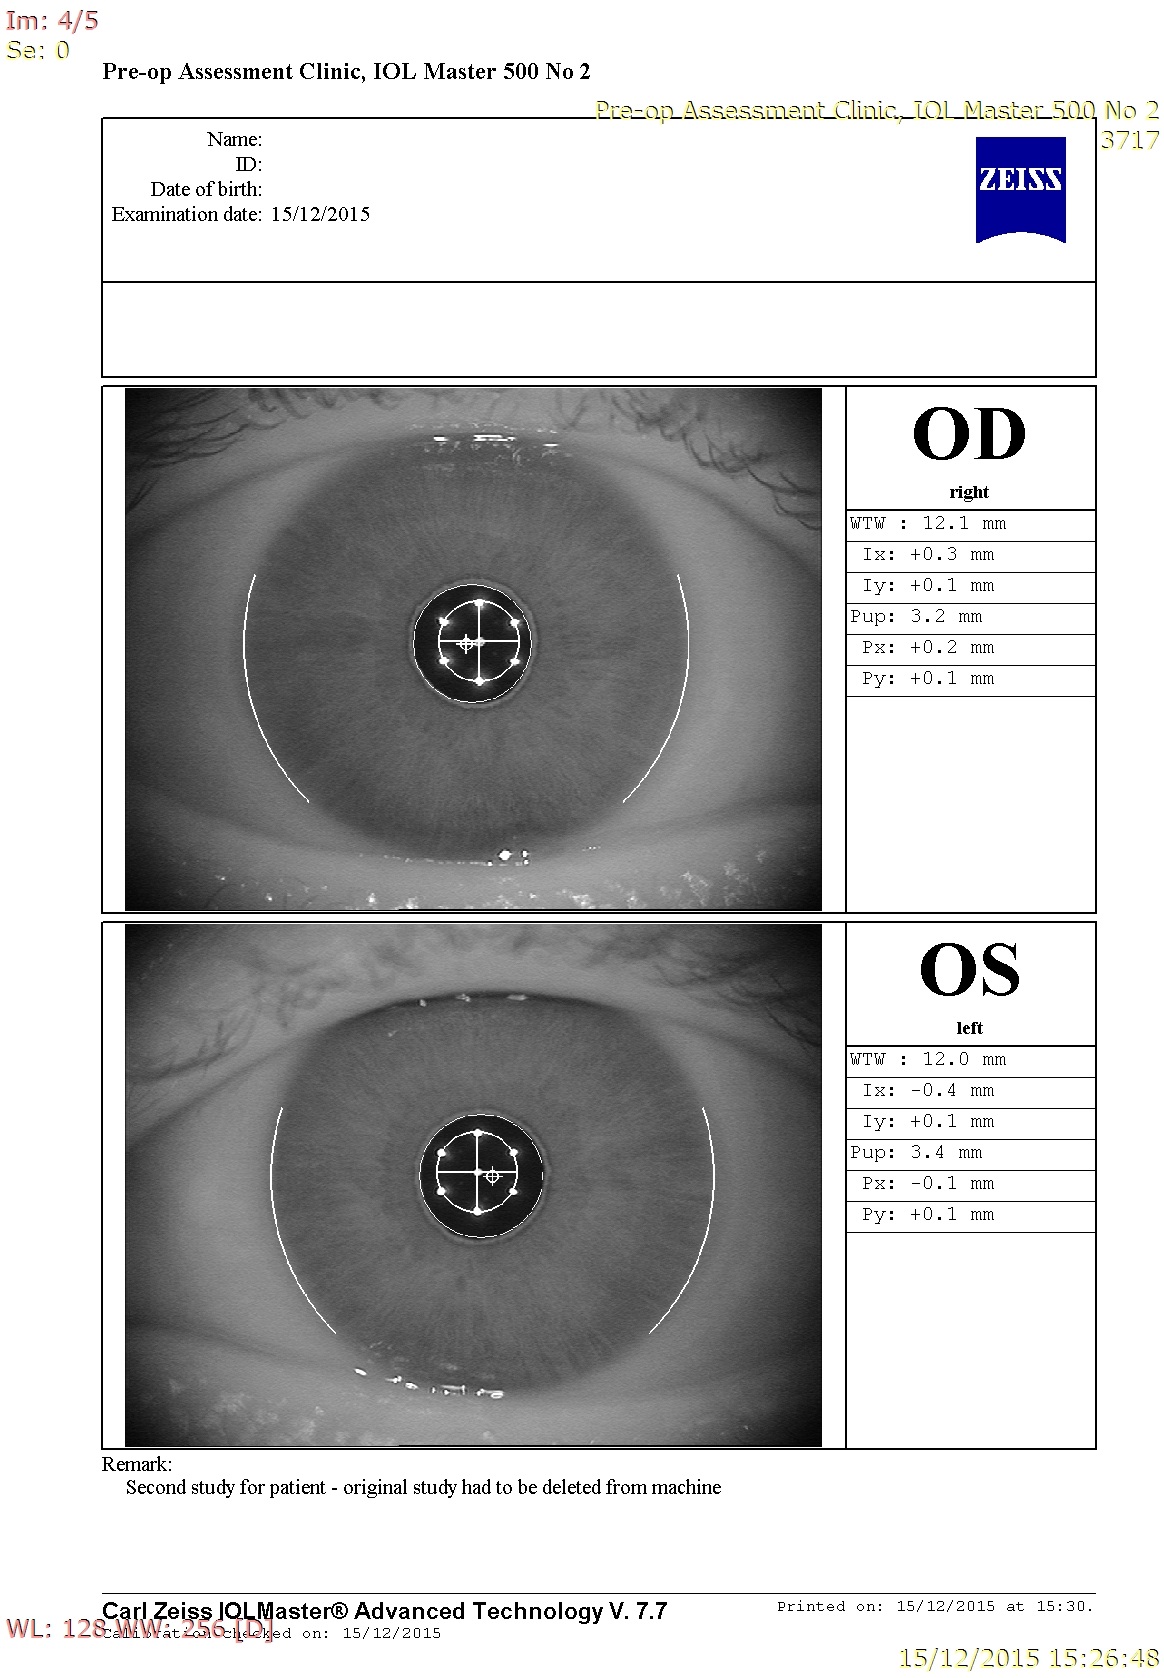 Im: 4/5
Se: 0
Pre-op Assessment Clinic, IOL Master 500 No 2
Pre-op Assessment Clinic, IOL Master 500 No 2
3717
Name:
ID:
Date of birth:
Examination date: 15/12/2015
ZEISS
OD
right
WTW : 12.1 mm
Ix: +0.3 mm
Iy: +0.1 mm
Pup: 3.2 mm
Px: +0.2 mm
Py: +0.1 mm
OS
left
WTW : 12.0 mm
Ix: -0.4 mm
Iy: +0.1 mm
Pup: 3.4 mm
Px: -0.1 mm
Py: +0.1 mm
Remark:
Second study for patient - original study had to be deleted from machine
Carl Zeiss IOLMaster® Advanced Technology V. 7.7
Printed on: 15/12/2015 at 15:30.
WL: 128 WW: 256 [D]
Calibration checked on: 15/12/2015
15/12/2015 15:26:48